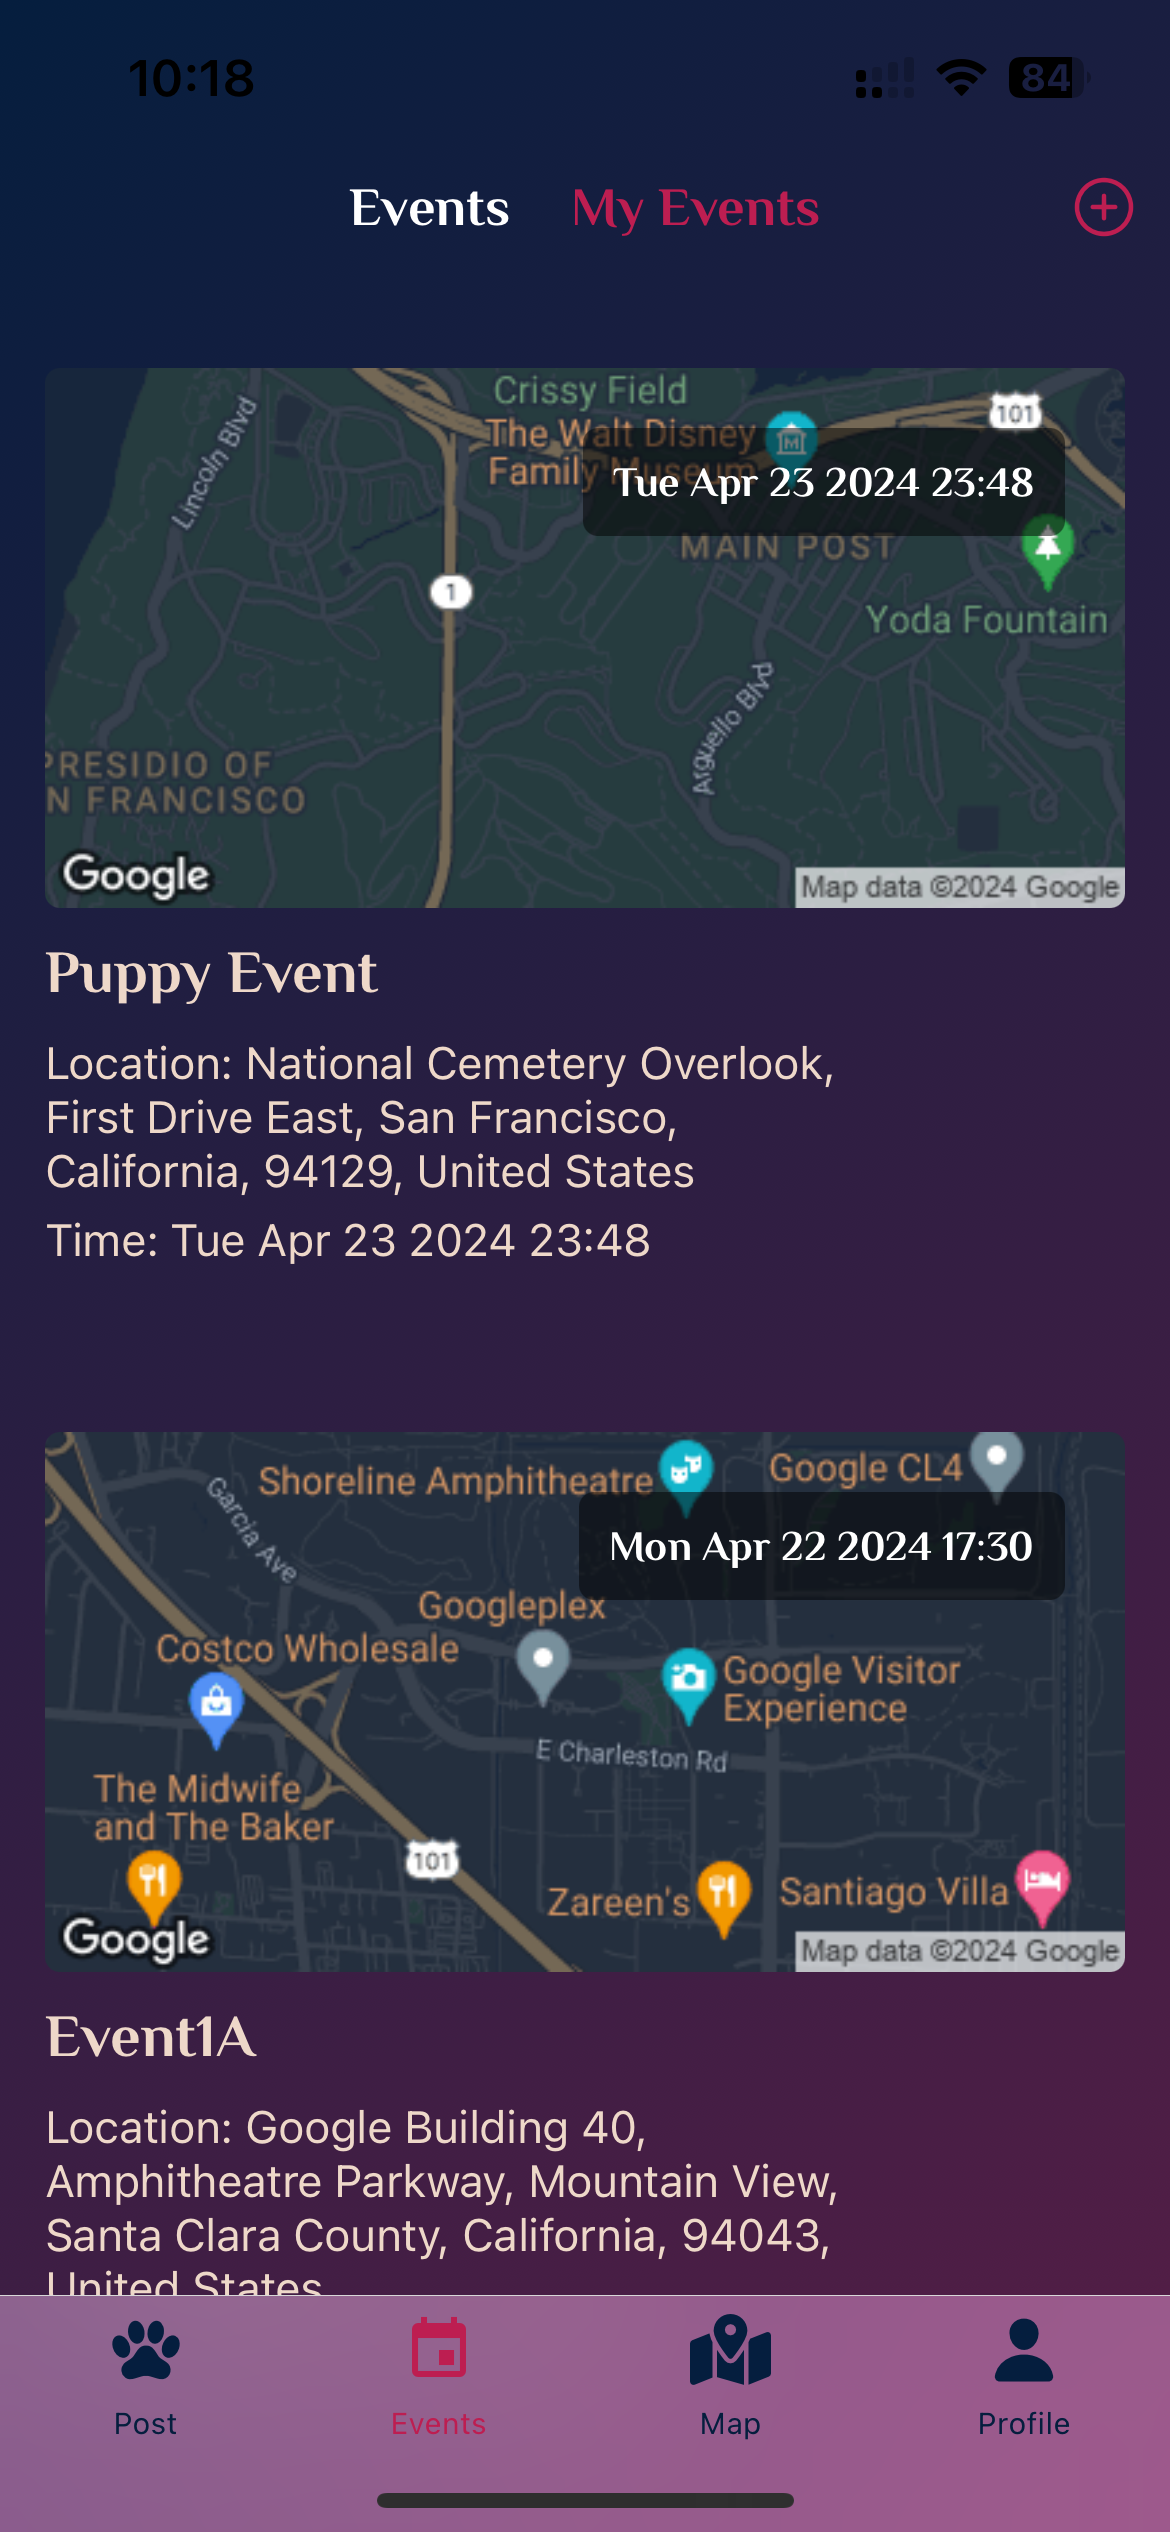 10:18
84
Events My Events
Crissy Field
101
The Walt Disney
Family Museum
Tue Apr 23 2024 23:48
Lincoln Blvd
MAIN POST
1
Yoda Fountain
Arguello Blvd
PRESIDIO OF
N FRANCISCO
Google
Map data ©2024 Google
Puppy Event
Location: National Cemetery Overlook,
First Drive East, San Francisco,
California, 94129, United States
Time: Tue Apr 23 2024 23:48
Shoreline Amphitheatre
Google CL4
Garcia Ave
Mon Apr 22 2024 17:30
Googleplex
Costco Wholesale
Google Visitor
Experience
E Charleston Rd
The Midwife
and The Baker
101
Zareen's
Santiago Villa
Google
Map data ©2024 Google
Event1A
Location: Google Building 40,
Amphitheatre Parkway, Mountain View,
Santa Clara County, California, 94043,
United States
Post Events Map Profile